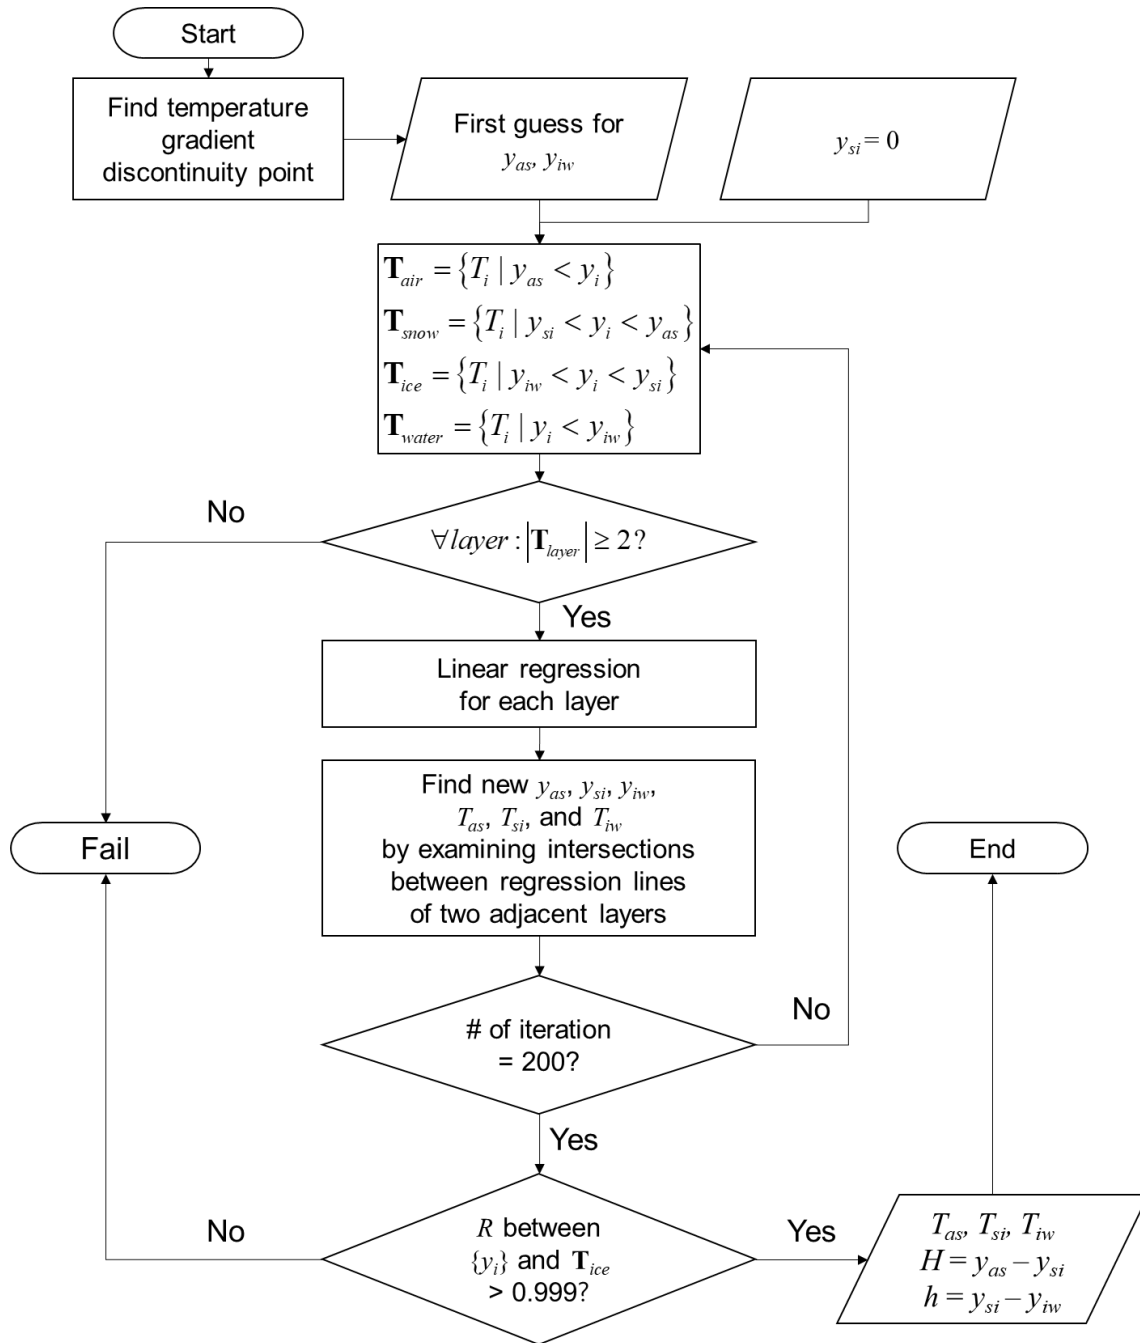 Start
Find temperature
gradient
discontinuity point
First guess for
y_as, y_iw
y_si = 0
T_air = {T_i | y_as < y_i}
T_snow = {T_i | y_si < y_i < y_as}
T_ice = {T_i | y_iw < y_i < y_si}
T_water = {T_i | y_i < y_iw}
No
∀layer : |T_layer| ≥ 2?
Yes
Linear regression
for each layer
Find new y_as, y_si, y_iw,
T_as, T_si, and T_iw
by examining intersections
between regression lines
of two adjacent layers
Fail
End
# of iteration
= 200?
No
Yes
No
R between
{y_i} and T_ice
> 0.999?
Yes
T_as, T_si, T_iw
H = y_as – y_si
h = y_si – y_iw